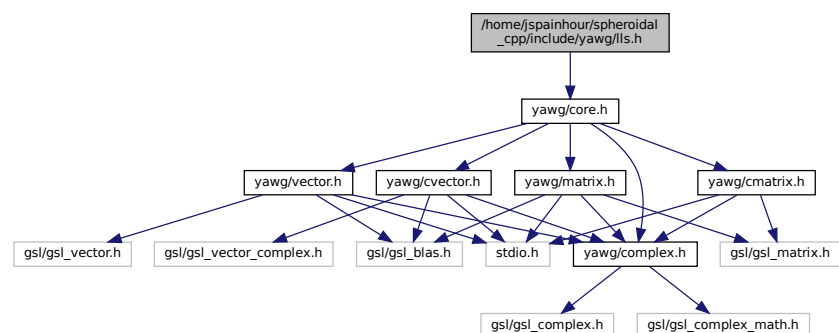 /home/jspainhour/spheroidal
_cpp/include/yawg/lls.h
yawg/core.h
yawg/vector.h
yawg/cvector.h
yawg/matrix.h
yawg/cmatrix.h
gsl/gsl_vector.h
gsl/gsl_vector_complex.h
gsl/gsl_blas.h
stdio.h
yawg/complex.h
gsl/gsl_matrix.h
gsl/gsl_complex.h
gsl/gsl_complex_math.h